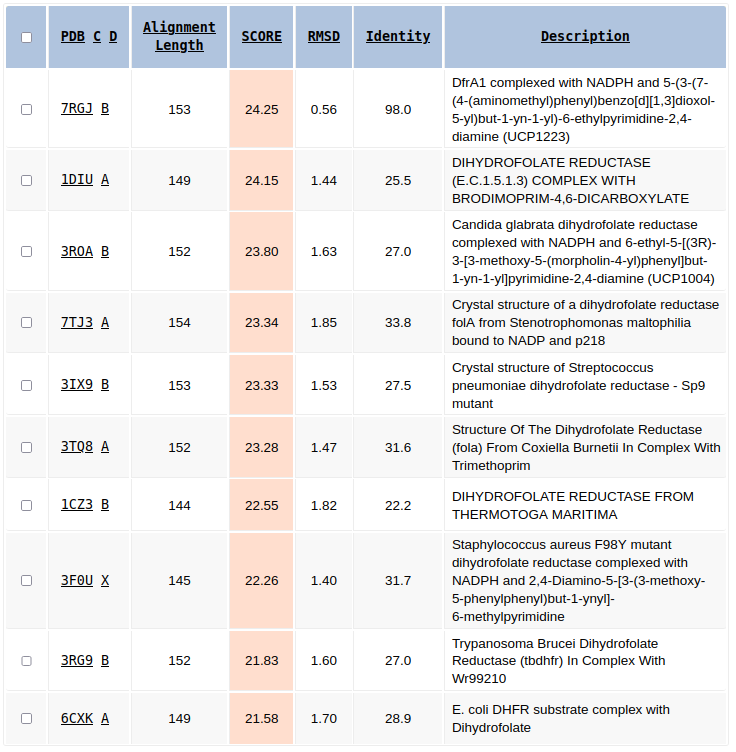 PDB C D Alignment Length SCORE RMSD Identity Description
7RGJ B 153 24.25 0.56 98.0 DfrA1 complexed with NADPH and 5-(3-(7-
(4-(aminomethyl)phenyl)benzo[d][1,3]dioxol-
5-yl)but-1-yn-1-yl)-6-ethylpyrimidine-2,4-
diamine (UCP1223)
1DIU A 149 24.15 1.44 25.5 DIHYDROFOLATE REDUCTASE
(E.C.1.5.1.3) COMPLEX WITH
BRODIMOPRIM-4,6-DICARBOXYLATE
3ROA B 152 23.80 1.63 27.0 Candida glabrata dihydrofolate reductase
complexed with NADPH and 6-ethyl-5-[(3R)-
3-[3-methoxy-5-(morpholin-4-yl)phenyl]but-
1-yn-1-yl]pyrimidine-2,4-diamine (UCP1004)
7TJ3 A 154 23.34 1.85 33.8 Crystal structure of a dihydrofolate reductase
folA from Stenotrophomonas maltophilia
bound to NADP and p218
3IX9 B 153 23.33 1.53 27.5 Crystal structure of Streptococcus
pneumoniae dihydrofolate reductase - Sp9
mutant
3TQ8 A 152 23.28 1.47 31.6 Structure Of The Dihydrofolate Reductase
(fola) From Coxiella Burnetii In Complex With
Trimethoprim
1CZ3 B 144 22.55 1.82 22.2 DIHYDROFOLATE REDUCTASE FROM
THERMOTOGA MARITIMA
3F0U X 145 22.26 1.40 31.7 Staphylococcus aureus F98Y mutant
dihydrofolate reductase complexed with
NADPH and 2,4-Diamino-5-[3-(3-methoxy-
5-phenylphenyl)but-1-ynyl]-
6-methylpyrimidine
3RG9 B 152 21.83 1.60 27.0 Trypanosoma Brucei Dihydrofolate
Reductase (tbdhfr) In Complex With
Wr99210
6CXK A 149 21.58 1.70 28.9 E. coli DHFR substrate complex with
Dihydrofolate